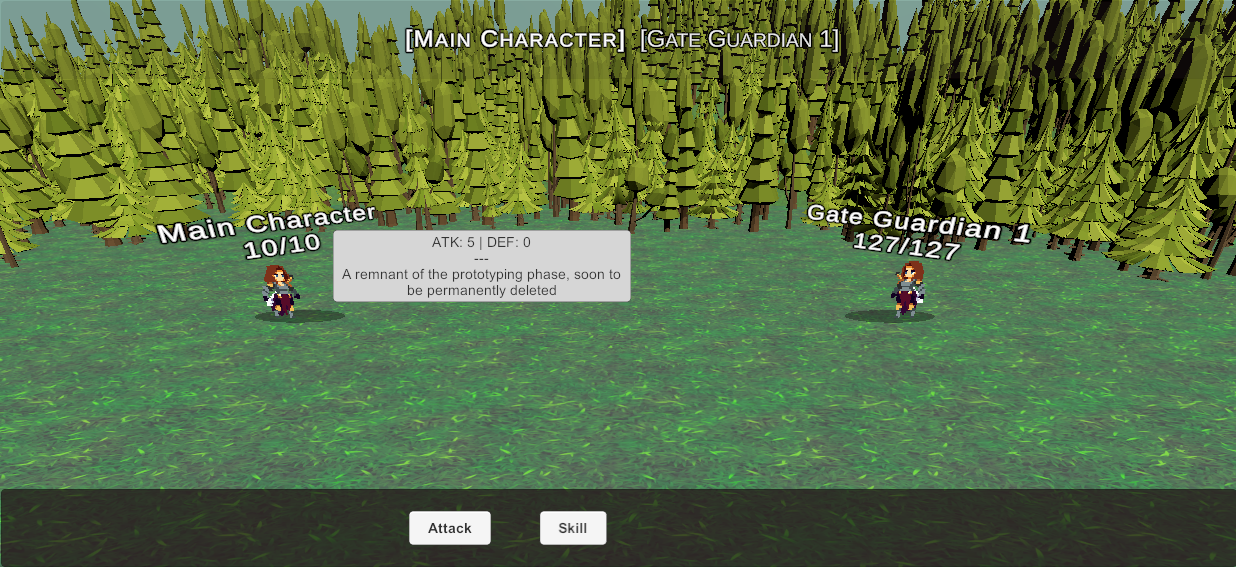 [Main Character] [Gate Guardian 1]
Main Character
10/10
Gate Guardian 1
127/127
ATK: 5 | DEF: 0
---
A remnant of the prototyping phase, soon to
be permanently deleted
Attack
Skill